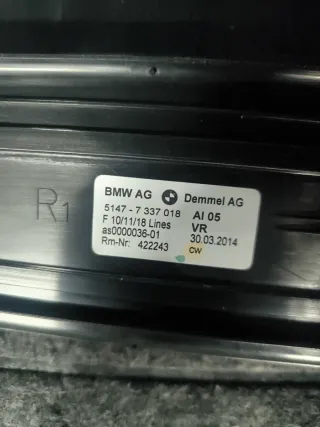 BMW AG Demmel AG
5147 - 7 337 018 AI 05
F 10/11/18 Lines VR
as0000036-01 30.03.2014
Rm-Nr: 422243 CW
R1